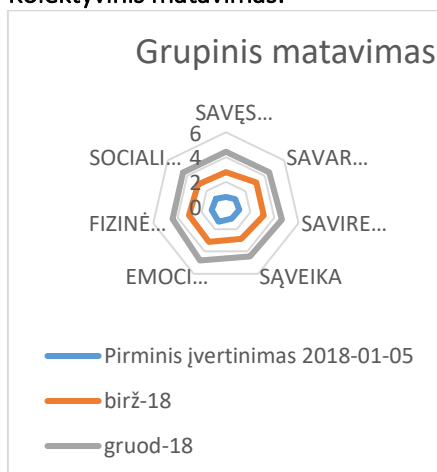 Kolektyvinis matavimas:
Grupinis matavimas
SAVĘS...
6
SOCIALI...
SAVAR...
4
2
FIZINĖ...
0
SAVIRE...
EMOCI...
SĄVEIKA
Pirminis įvertinimas 2018-01-05
birž-18
gruod-18